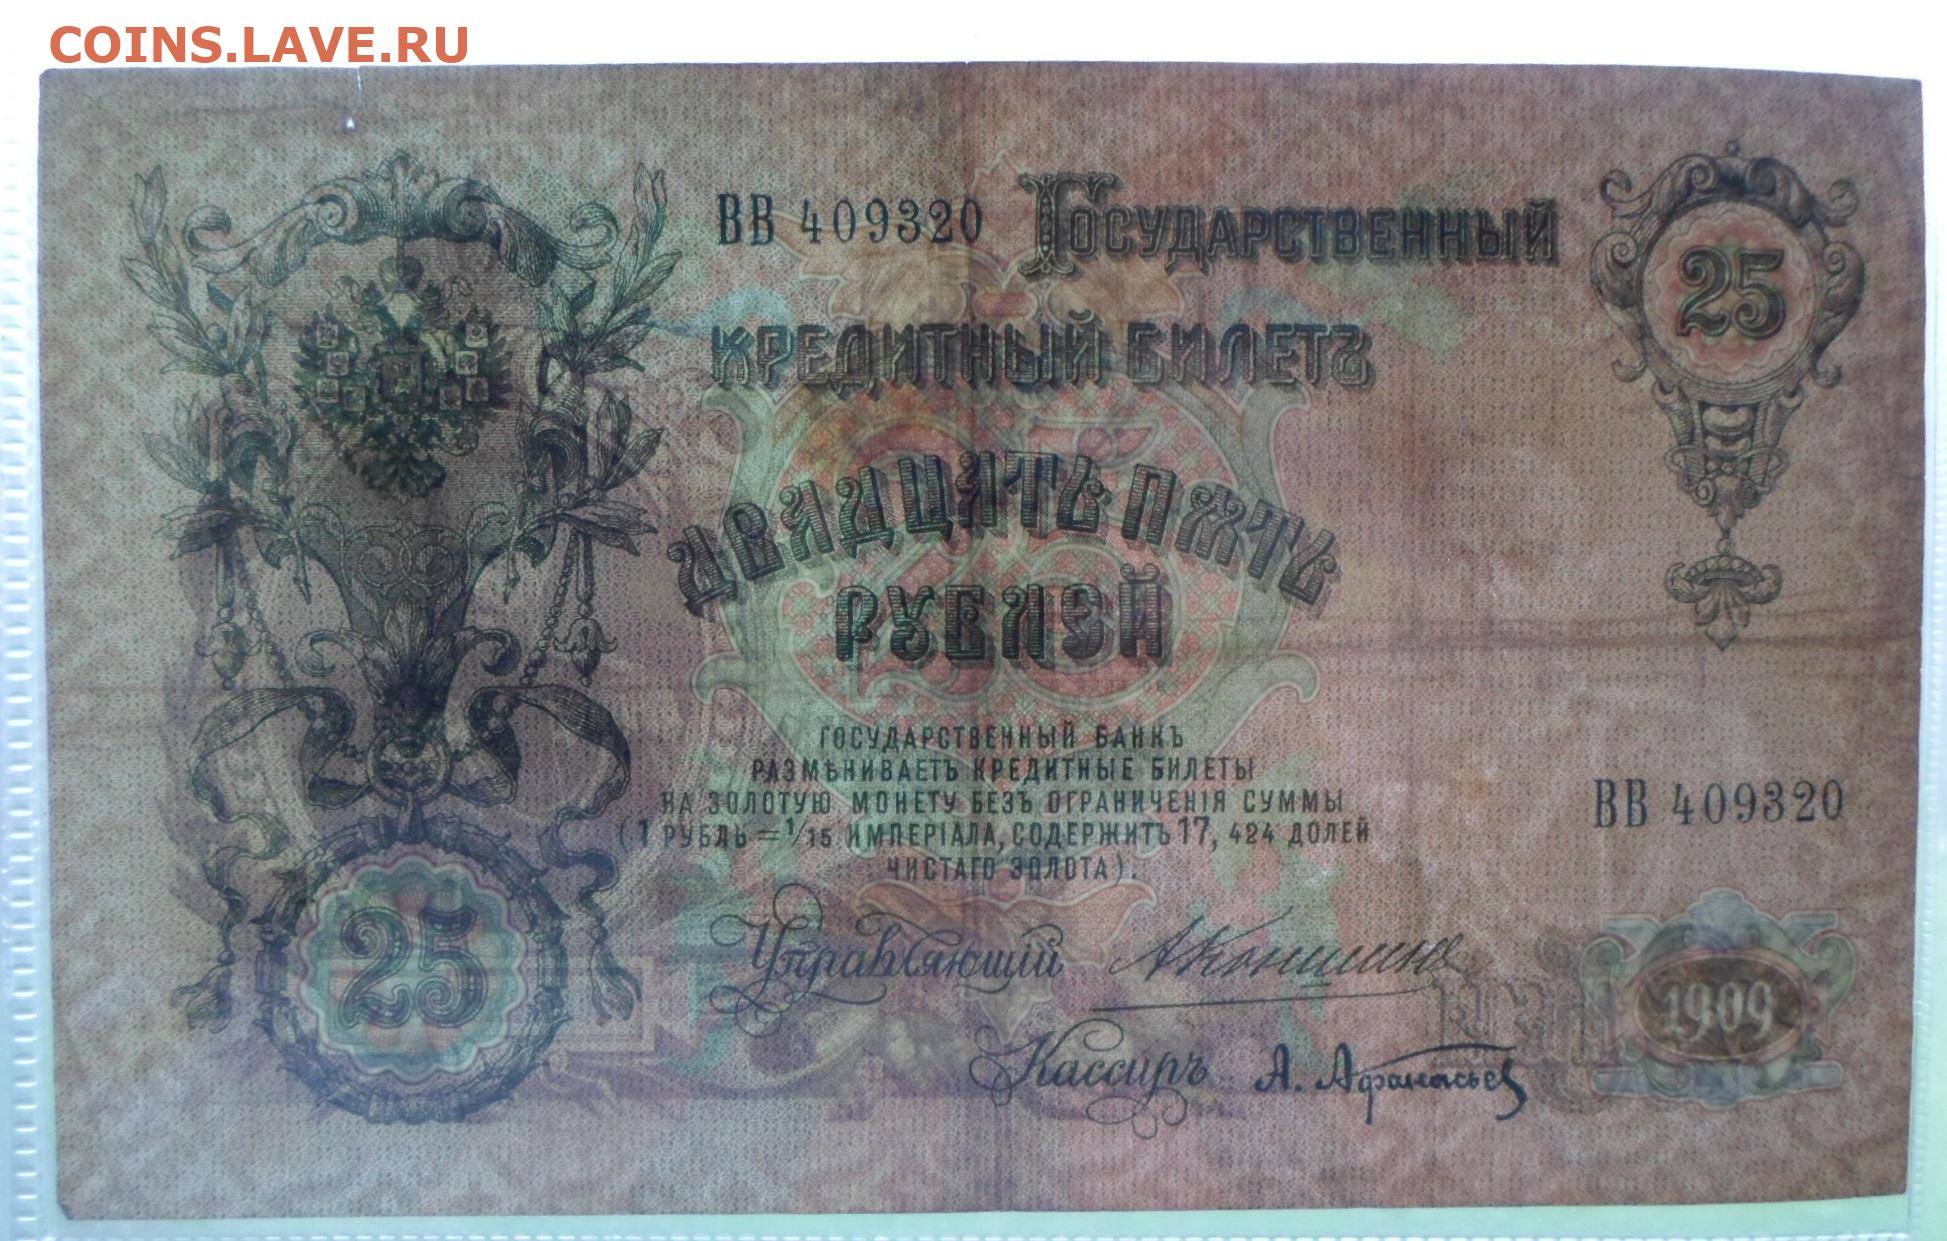 COINS.LAVE.RU
ВВ 409320 Государственный
25
кредитный билетъ
двадцать пять
рублей
ГОСУДАРСТВЕННЫЙ БАНКЪ
РАЗМѢНИВАЕТЪ КРЕДИТНЫЕ БИЛЕТЫ
НА ЗОЛОТУЮ МОНЕТУ БЕЗЪ ОГРАНИЧЕНІЯ СУММЫ
(1 РУБЛЬ = 1/15 ИМПЕРІАЛА, СОДЕРЖИТЪ 17, 424 ДОЛЕЙ
ЧИСТАГО ЗОЛОТА).
ВВ 409320
25
Управляющій АКоншинъ
1909
Кассиръ А. Афанасьев